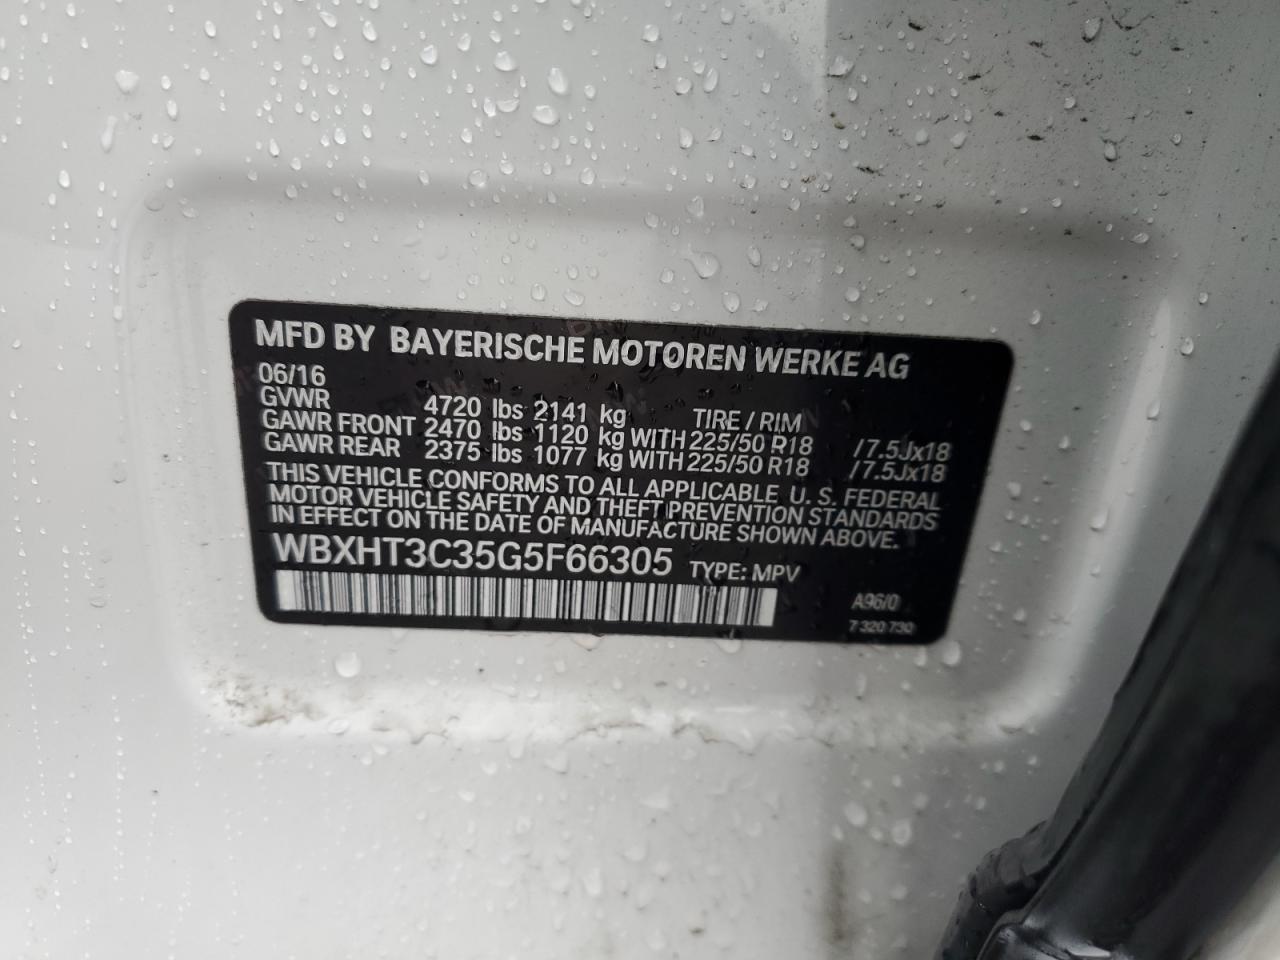 MFD BY BAYERISCHE MOTOREN WERKE AG
06/16
GVWR 4720 lbs 2141 kg TIRE / RIM
GAWR FRONT 2470 lbs 1120 kg WITH 225/50 R18 /7.5Jx18
GAWR REAR 2375 lbs 1077 kg WITH 225/50 R18 /7.5Jx18
THIS VEHICLE CONFORMS TO ALL APPLICABLE U. S. FEDERAL
MOTOR VEHICLE SAFETY AND THEFT PREVENTION STANDARDS
IN EFFECT ON THE DATE OF MANUFACTURE SHOWN ABOVE.
WBXHT3C35G5F66305 TYPE: MPV
A96/0
7 320 730